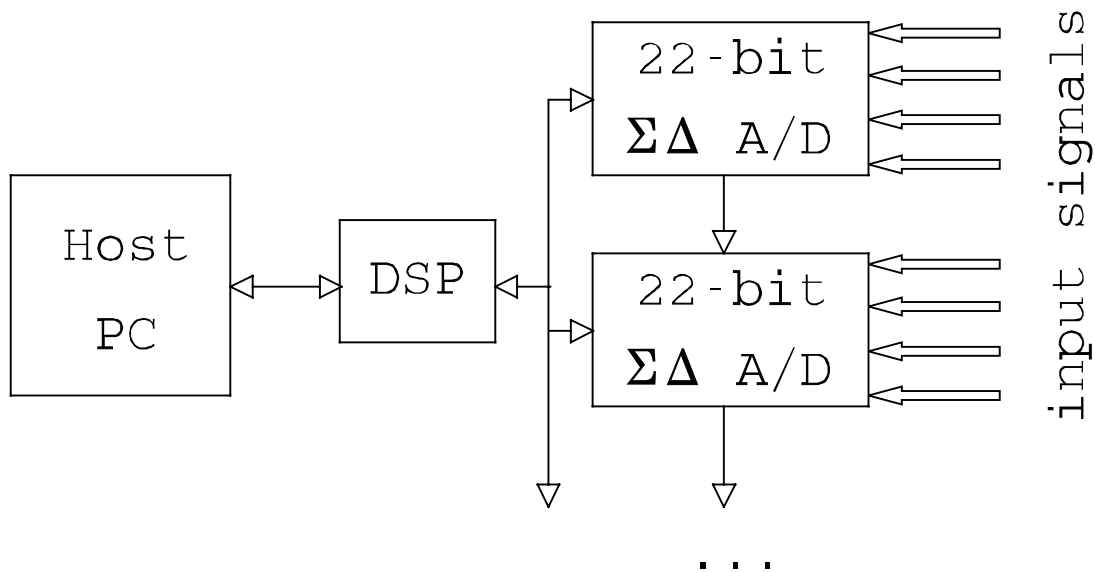 Host
PC
DSP
22-bit
ΣΔ A/D
22-bit
ΣΔ A/D
input signals
...